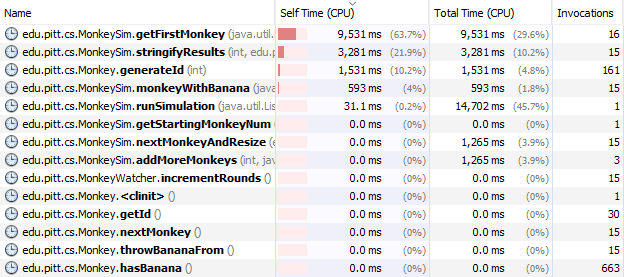 Name Self Time (CPU) Total Time (CPU) Invocations
edu.pitt.cs.MonkeySim.getFirstMonkey (java.util.l 9,531 ms (63.7%) 9,531 ms (29.6%) 16
edu.pitt.cs.MonkeySim.stringifyResults (int, edu.p 3,281 ms (21.9%) 3,281 ms (10.2%) 15
edu.pitt.cs.Monkey.generateId (int) 1,531 ms (10.2%) 1,531 ms (4.8%) 161
edu.pitt.cs.MonkeySim.monkeyWithBanana (java. 593 ms (4%) 593 ms (1.8%) 15
edu.pitt.cs.MonkeySim.runSimulation (java.util.Lis 31.1 ms (0.2%) 14,702 ms (45.7%) 1
edu.pitt.cs.MonkeySim.getStartingMonkeyNum 0.0 ms (0%) 0.0 ms (0%) 1
edu.pitt.cs.MonkeySim.nextMonkeyAndResize (e 0.0 ms (0%) 1,265 ms (3.9%) 15
edu.pitt.cs.MonkeySim.addMoreMonkeys (int, jav 0.0 ms (0%) 1,265 ms (3.9%) 3
edu.pitt.cs.MonkeyWatcher.incrementRounds () 0.0 ms (0%) 0.0 ms (0%) 15
edu.pitt.cs.Monkey.<clinit> () 0.0 ms (0%) 0.0 ms (0%) 1
edu.pitt.cs.Monkey.getId () 0.0 ms (0%) 0.0 ms (0%) 30
edu.pitt.cs.Monkey.nextMonkey () 0.0 ms (0%) 0.0 ms (0%) 15
edu.pitt.cs.Monkey.throwBananaFrom () 0.0 ms (0%) 0.0 ms (0%) 15
edu.pitt.cs.Monkey.hasBanana () 0.0 ms (0%) 0.0 ms (0%) 663